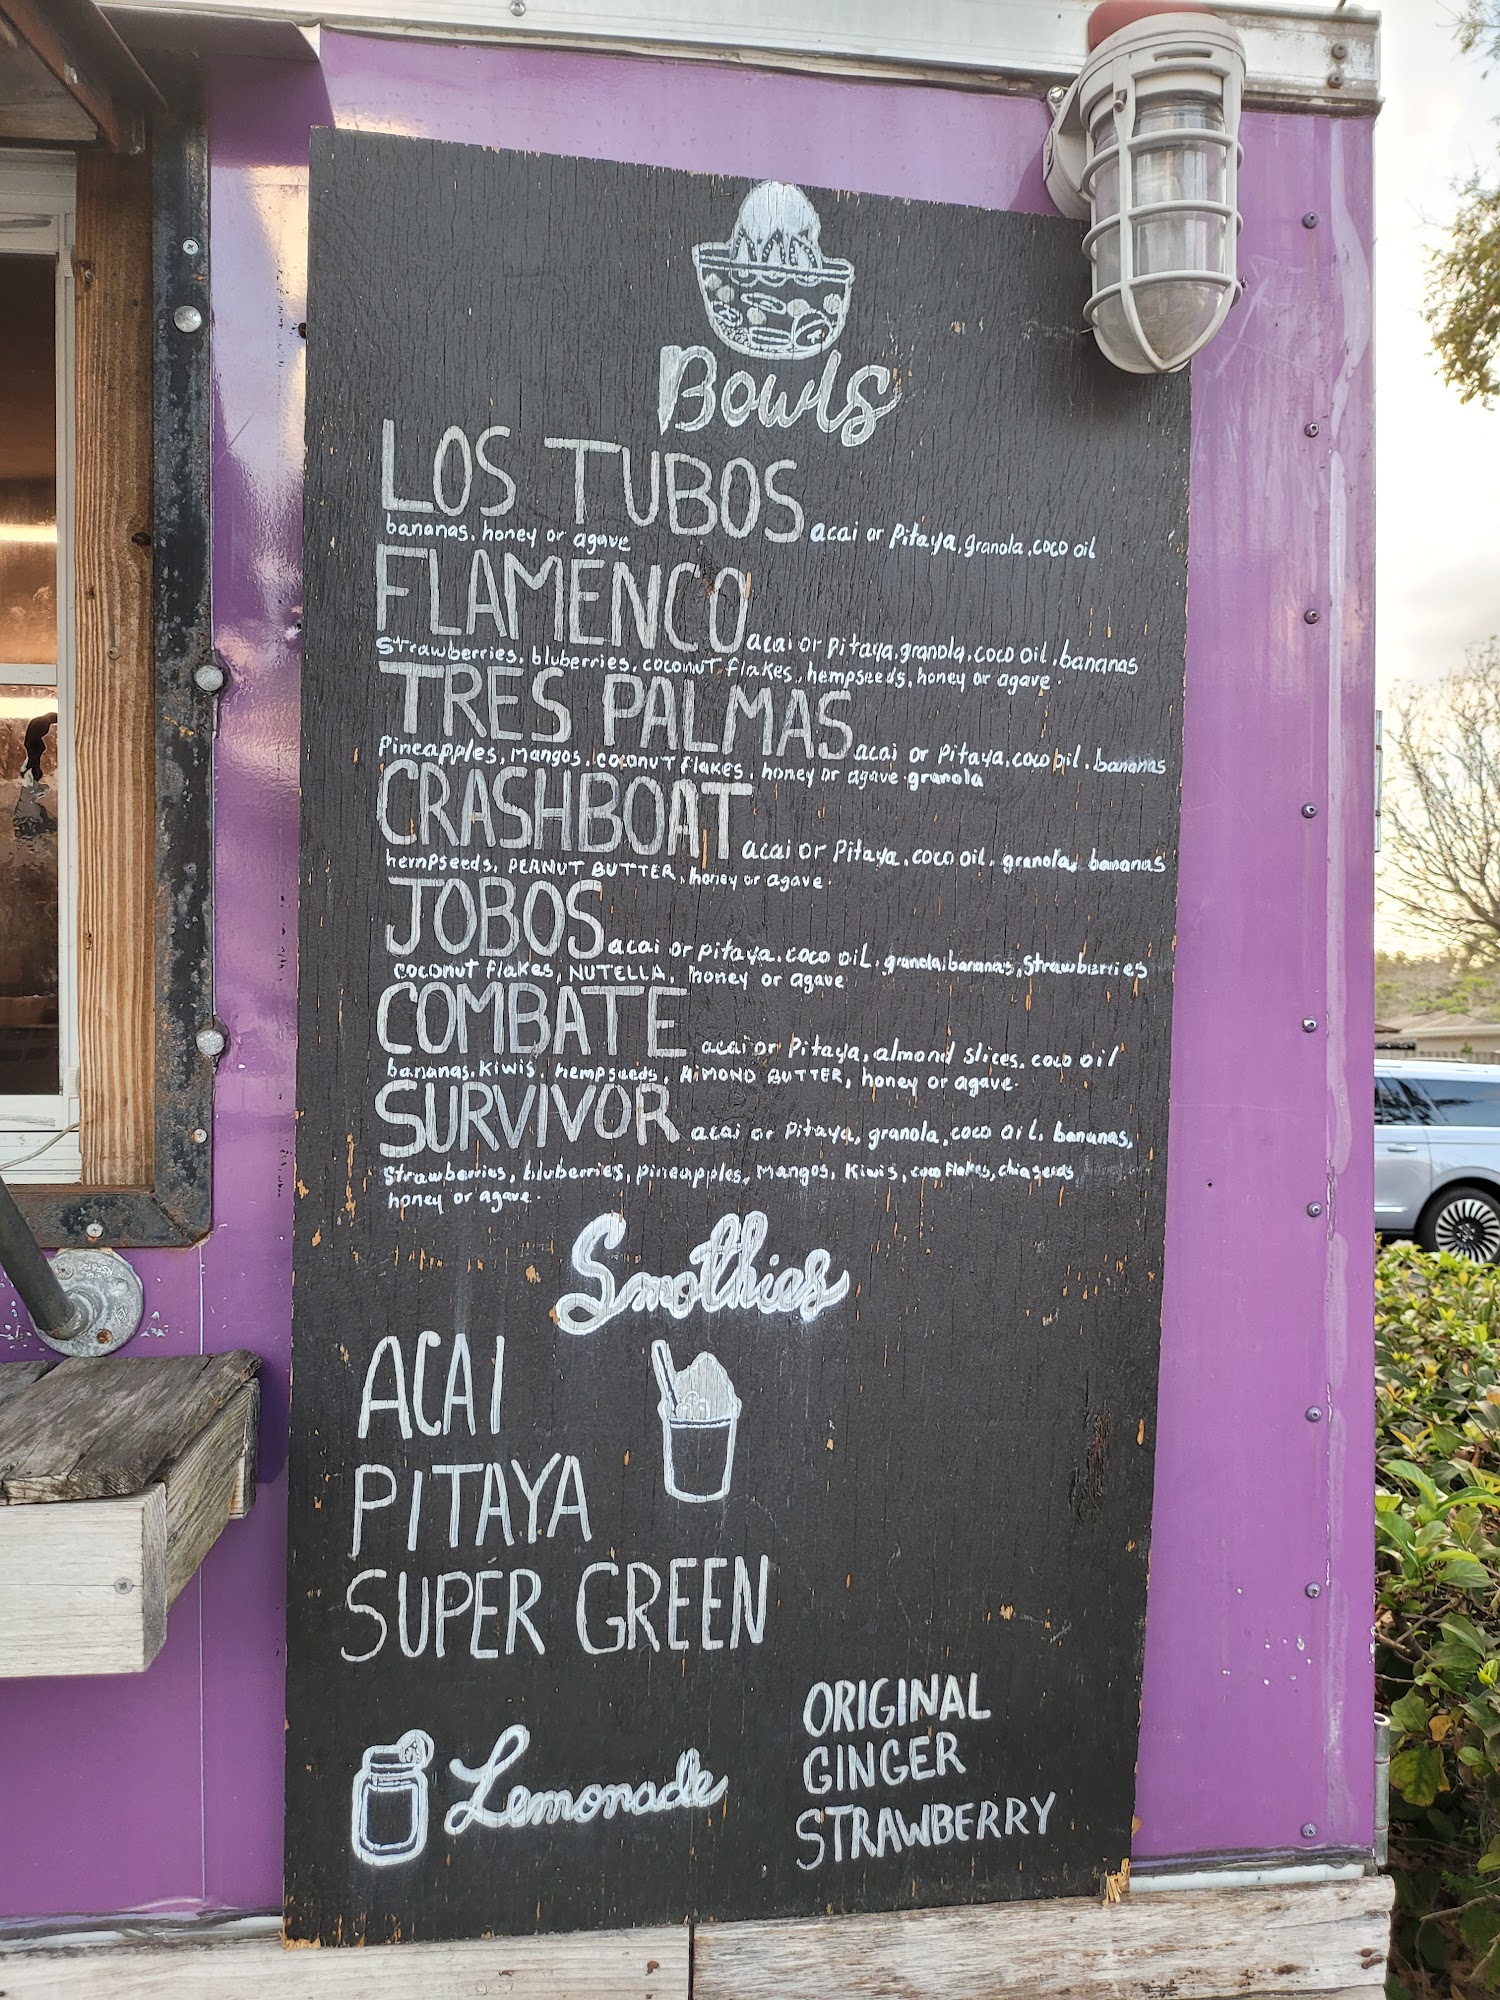 Bowls
LOS TUBOS acai or Pitaya, granola, coco oil
bananas, honey or agave
FLAMENCO acai or Pitaya, granola, coco oil, bananas
Strawberries, bluberries, coconut flakes, hempseeds, honey or agave.
TRES PALMAS acai or Pitaya, coco oil, bananas
Pineapples, mangos, coconut flakes, honey or agave granola
CRASHBOAT acai or Pitaya, coco oil, granola, bananas
hempseeds, PEANUT BUTTER, honey or agave.
JOBOS acai or pitaya, coco oil, granola, bananas, strawburries
coconut flakes, NUTELLA, honey or agave
COMBATE acai or Pitaya, almond slices, coco oil
bananas, kiwis, hempseeds, AlMOND BUTTER, honey or agave.
SURVIVOR acai or Pitaya, granola, coco oil, bananas,
Strawberries, bluberries, pineapples, mangos, Kiwis, coco flakes, chia seeds
honey or agave.
Smothies
ACAI
PITAYA
SUPER GREEN
Lemonade
ORIGINAL
GINGER
STRAWBERRY